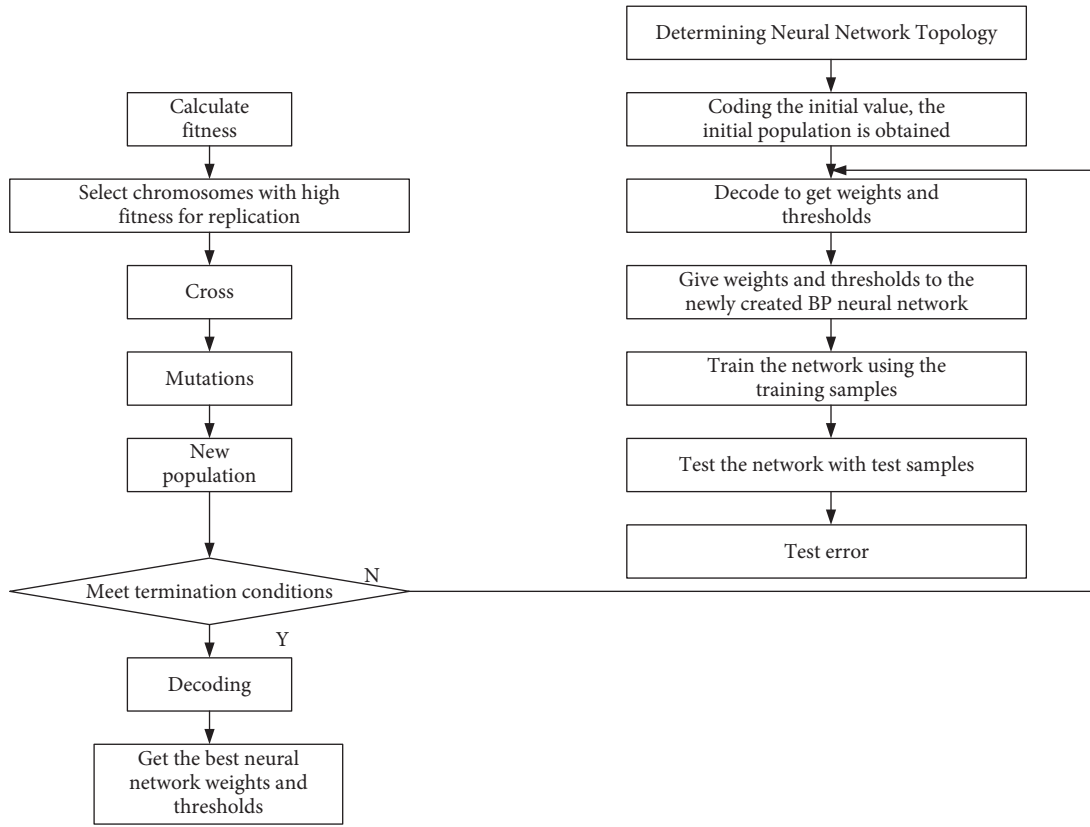 Calculate
fitness
Select chromosomes with high
fitness for replication
Cross
Mutations
New
population
Meet termination conditions
N
Y
Decoding
Get the best neural
network weights and
thresholds
Determining Neural Network Topology
Coding the initial value, the
initial population is obtained
Decode to get weights and
thresholds
Give weights and thresholds to the
newly created BP neural network
Train the network using the
training samples
Test the network with test samples
Test error